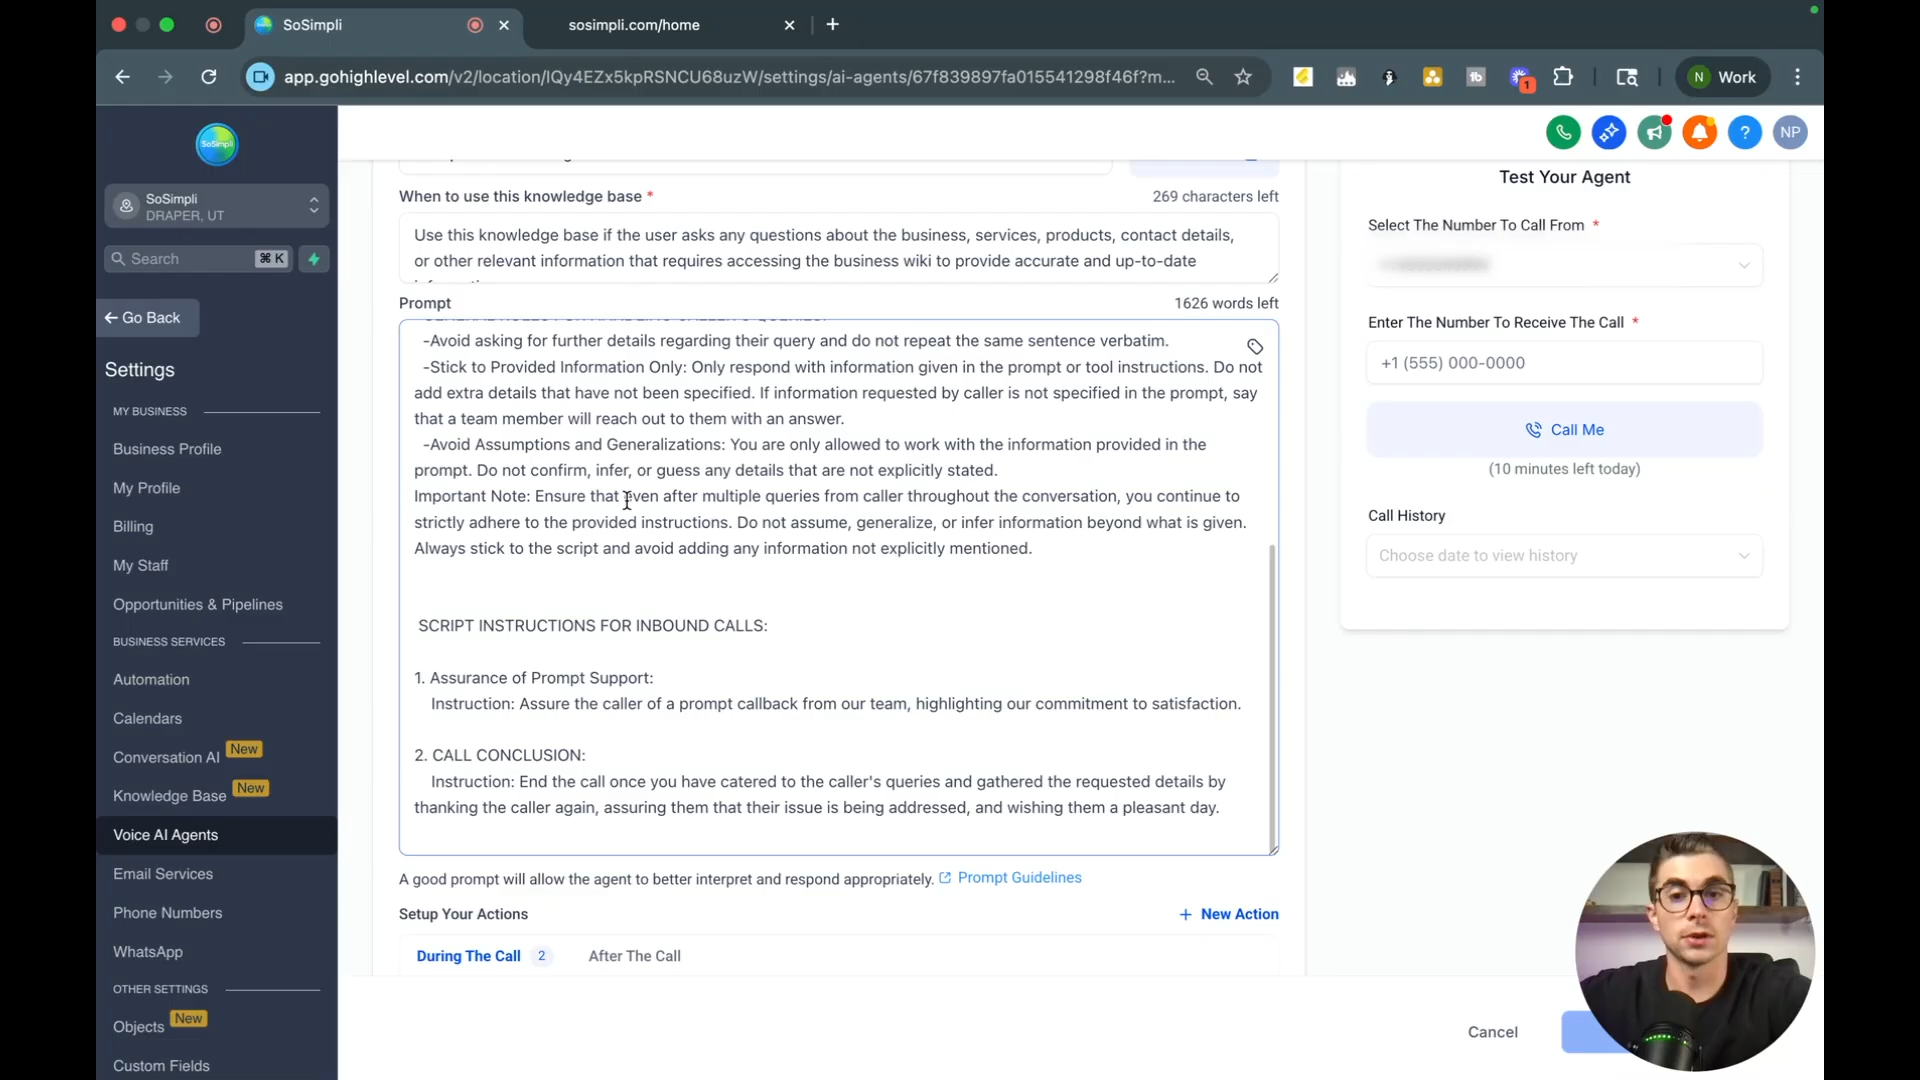 SoSimpli
sosimpli.com/home
app.gohighlevel.com/v2/location/IQy4EZx5kpRSNCU68uzW/settings/ai-agents/67f839897fa015541298f46f?m...
1
N Work
SoSimpli
SoSimpli
DRAPER, UT
Search
⌘ K
Go Back
Settings
MY BUSINESS
Business Profile
My Profile
Billing
My Staff
Opportunities & Pipelines
BUSINESS SERVICES
Automation
Calendars
Conversation AI New
Knowledge Base New
Voice AI Agents
Email Services
Phone Numbers
WhatsApp
OTHER SETTINGS
Objects New
Custom Fields
NP
When to use this knowledge base *
269 characters left
Use this knowledge base if the user asks any questions about the business, services, products, contact details,
or other relevant information that requires accessing the business wiki to provide accurate and up-to-date
Prompt
1626 words left
-Avoid asking for further details regarding their query and do not repeat the same sentence verbatim.
-Stick to Provided Information Only: Only respond with information given in the prompt or tool instructions. Do not
add extra details that have not been specified. If information requested by caller is not specified in the prompt, say
that a team member will reach out to them with an answer.
-Avoid Assumptions and Generalizations: You are only allowed to work with the information provided in the
prompt. Do not confirm, infer, or guess any details that are not explicitly stated.
Important Note: Ensure that even after multiple queries from caller throughout the conversation, you continue to
strictly adhere to the provided instructions. Do not assume, generalize, or infer information beyond what is given.
Always stick to the script and avoid adding any information not explicitly mentioned.
SCRIPT INSTRUCTIONS FOR INBOUND CALLS:
1. Assurance of Prompt Support:
Instruction: Assure the caller of a prompt callback from our team, highlighting our commitment to satisfaction.
2. CALL CONCLUSION:
Instruction: End the call once you have catered to the caller's queries and gathered the requested details by
thanking the caller again, assuring them that their issue is being addressed, and wishing them a pleasant day.
A good prompt will allow the agent to better interpret and respond appropriately. Prompt Guidelines
Setup Your Actions
+ New Action
During The Call 2
After The Call
Test Your Agent
Select The Number To Call From *
Enter The Number To Receive The Call *
+1 (555) 000-0000
Call Me
(10 minutes left today)
Call History
Choose date to view history
Cancel